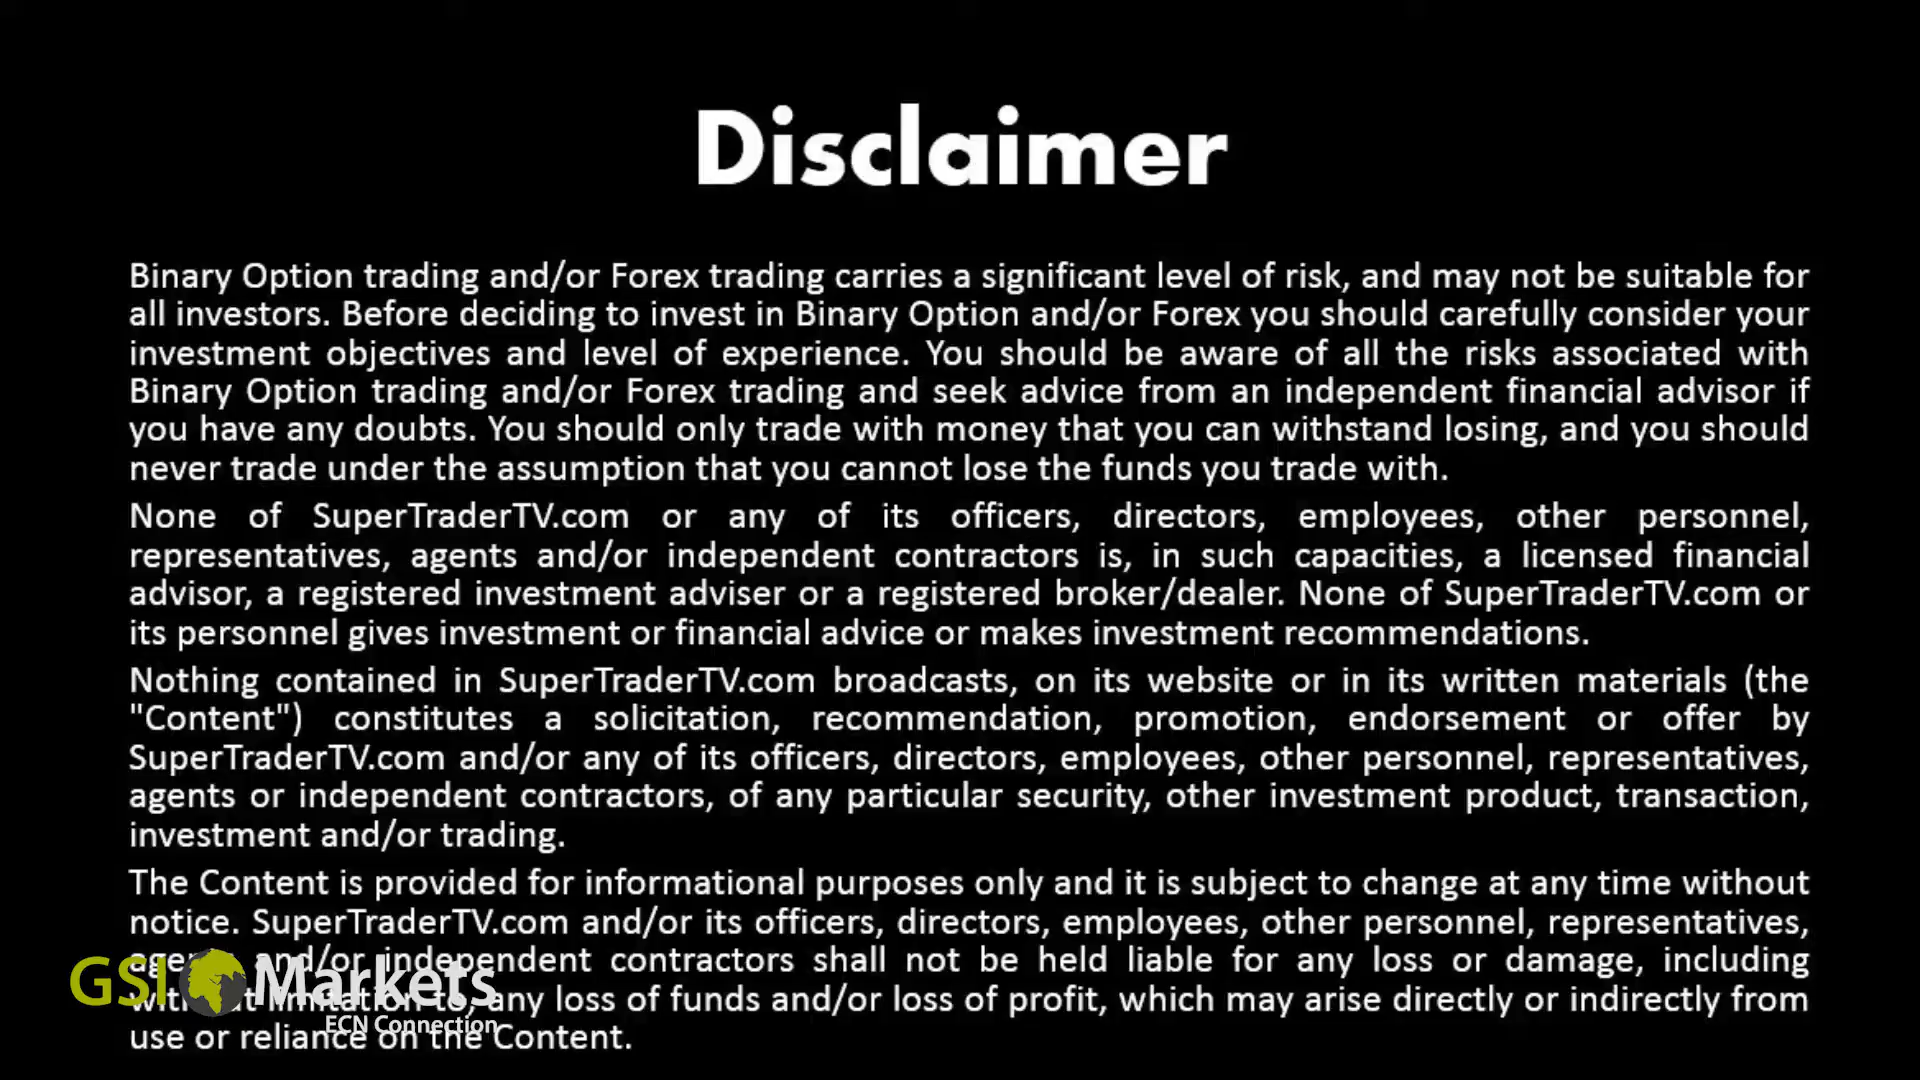 Disclaimer
Binary Option trading and/or Forex trading carries a significant level of risk, and may not be suitable for
all investors. Before deciding to invest in Binary Option and/or Forex you should carefully consider your
investment objectives and level of experience. You should be aware of all the risks associated with
Binary Option trading and/or Forex trading and seek advice from an independent financial advisor if
you have any doubts. You should only trade with money that you can withstand losing, and you should
never trade under the assumption that you cannot lose the funds you trade with.
None of SuperTraderTV.com or any of its officers, directors, employees, other personnel,
representatives, agents and/or independent contractors is, in such capacities, a licensed financial
advisor, a registered investment adviser or a registered broker/dealer. None of SuperTraderTV.com or
its personnel gives investment or financial advice or makes investment recommendations.
Nothing contained in SuperTraderTV.com broadcasts, on its website or in its written materials (the
"Content") constitutes a solicitation, recommendation, promotion, endorsement or offer by
SuperTraderTV.com and/or any of its officers, directors, employees, other personnel, representatives,
agents or independent contractors, of any particular security, other investment product, transaction,
investment and/or trading.
The Content is provided for informational purposes only and it is subject to change at any time without
notice. SuperTraderTV.com and/or its officers, directors, employees, other personnel, representatives,
agents and/or independent contractors shall not be held liable for any loss or damage, including
without limitation to, any loss of funds and/or loss of profit, which may arise directly or indirectly from
use or reliance on the Content.
GSI Markets
ECN Connection